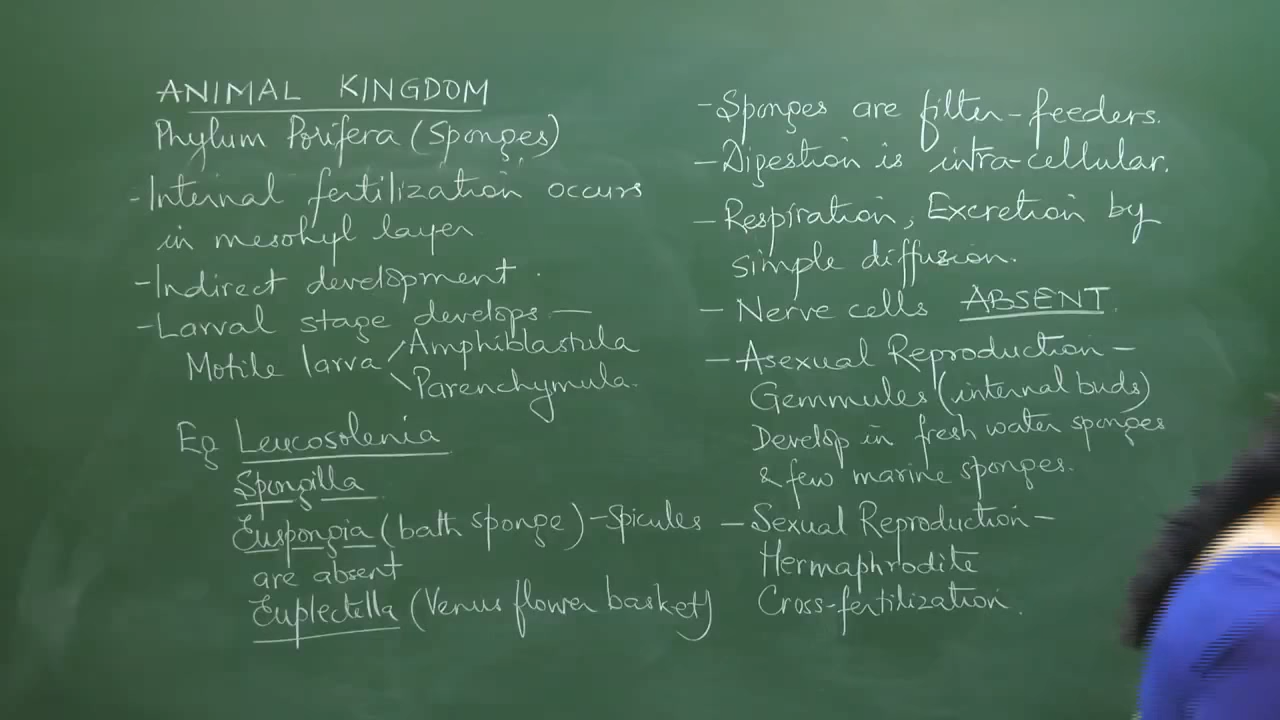 ANIMAL KINGDOM
Phylum Porifera (Sponges)
- Internal fertilization occurs
in mesohyl layer
- Indirect development.
- Larval stage develops —
Motile larva Amphiblastula
Parenchymula.
Eg Leucosolenia
Spongilla
Euspongia (bath sponge) - Spicules
are absent
Euplectella (Venus flower basket)
- Sponges are filter-feeders.
- Digestion is intra-cellular.
- Respiration, Excretion by
simple diffusion.
- Nerve cells ABSENT.
- Asexual Reproduction -
Gemmules (internal buds)
Develop in fresh water sponges
& few marine sponges.
- Sexual Reproduction -
Hermaphrodite
Cross-fertilization.